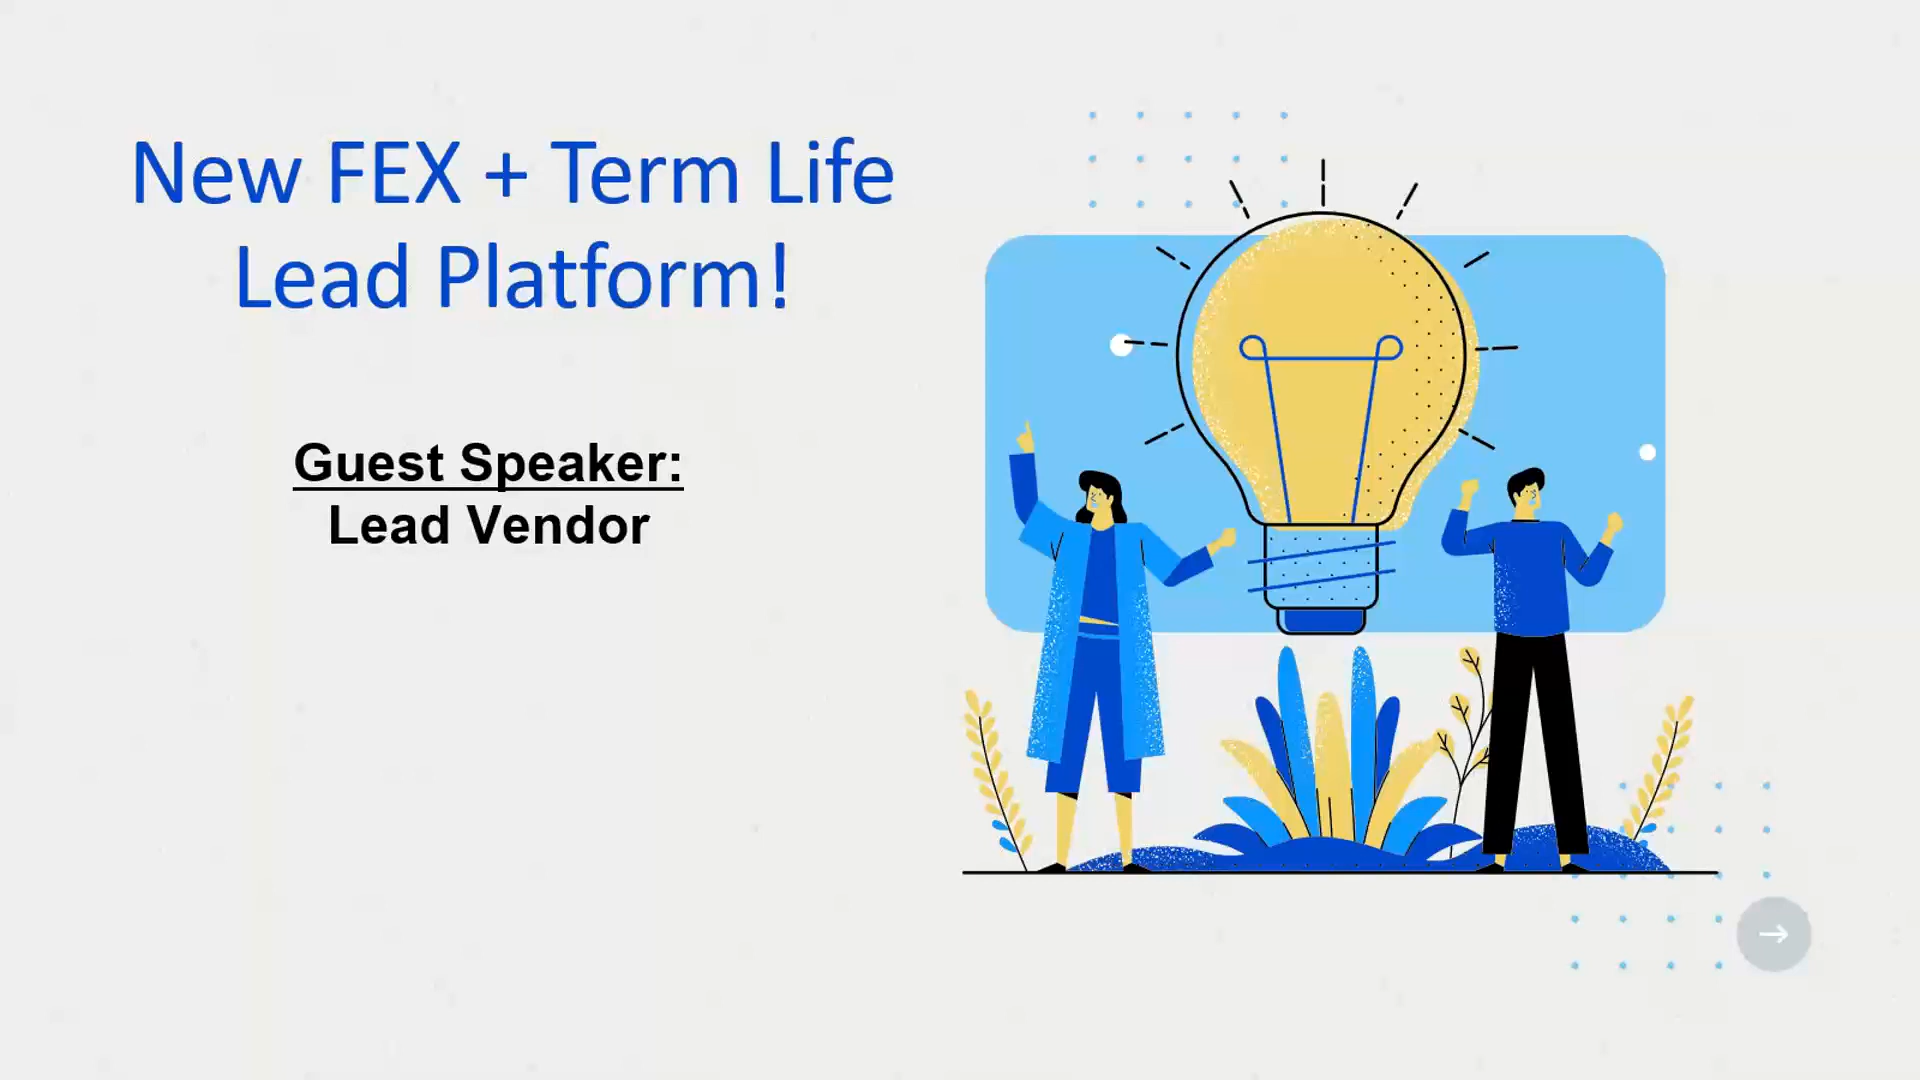 New FEX + Term Life
Lead Platform!
Guest Speaker:
Lead Vendor